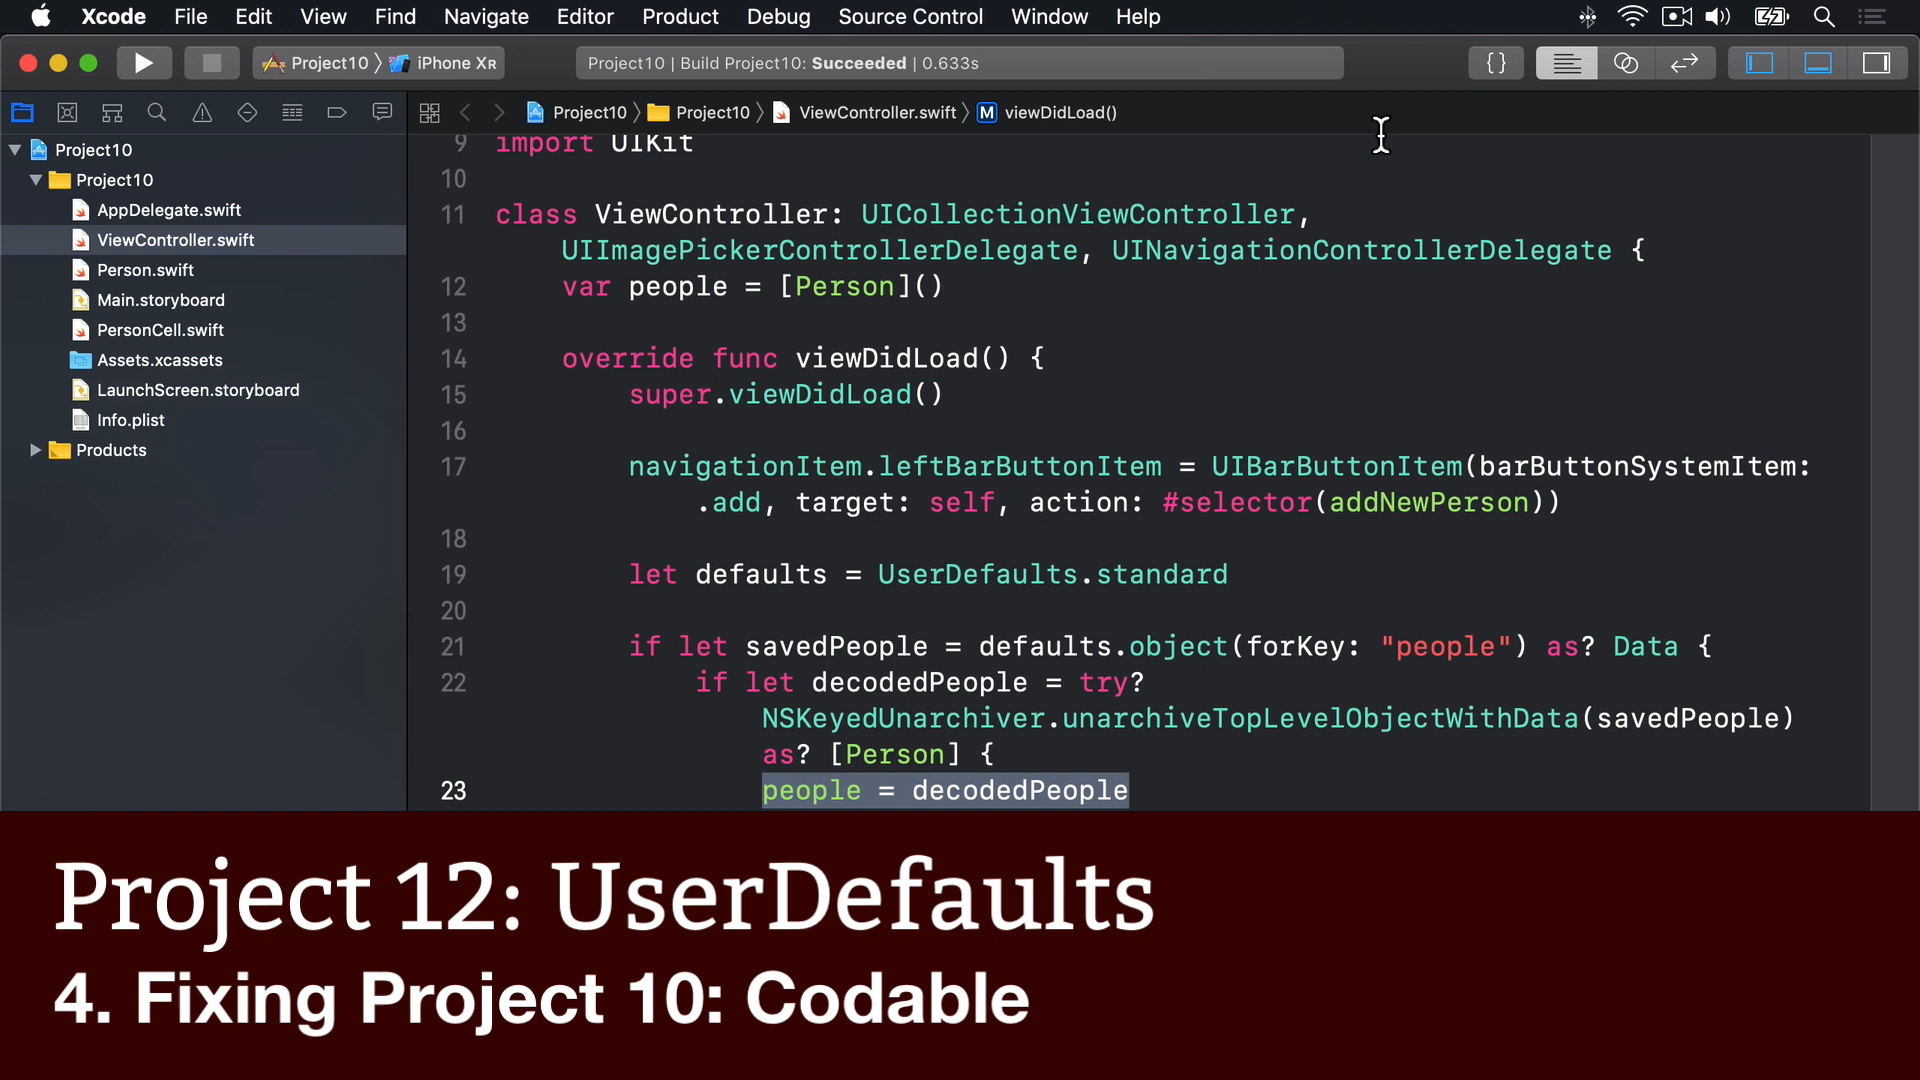 Xcode File Edit View Find Navigate Editor Product Debug Source Control Window Help
Project10 iPhone XR Project10 | Build Project10: Succeeded | 0.633s {}
Project10 Project10 ViewController.swift M viewDidLoad()
Project10
Project10
AppDelegate.swift
ViewController.swift
Person.swift
Main.storyboard
PersonCell.swift
Assets.xcassets
LaunchScreen.storyboard
Info.plist
Products
9 import UIKit
10
11 class ViewController: UICollectionViewController,
UIImagePickerControllerDelegate, UINavigationControllerDelegate {
12 var people = [Person]()
13
14 override func viewDidLoad() {
15 super.viewDidLoad()
16
17 navigationItem.leftBarButtonItem = UIBarButtonItem(barButtonSystemItem:
.add, target: self, action: #selector(addNewPerson))
18
19 let defaults = UserDefaults.standard
20
21 if let savedPeople = defaults.object(forKey: "people") as? Data {
22 if let decodedPeople = try?
NSKeyedUnarchiver.unarchiveTopLevelObjectWithData(savedPeople)
as? [Person] {
23 people = decodedPeople
Project 12: UserDefaults
4. Fixing Project 10: Codable